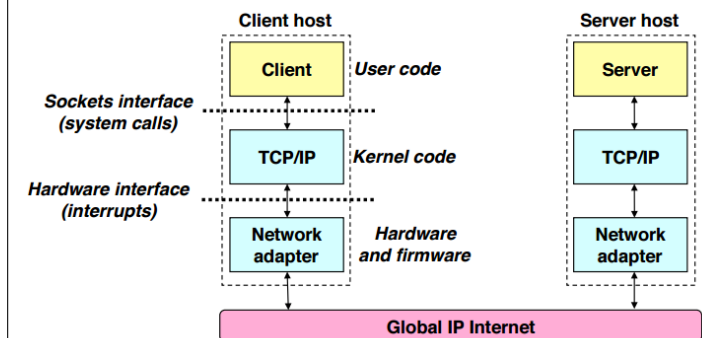 Client host
Server host
Client
User code
Server
Sockets interface
(system calls)
TCP/IP
Kernel code
TCP/IP
Hardware interface
(interrupts)
Network
adapter
Hardware
and firmware
Network
adapter
Global IP Internet